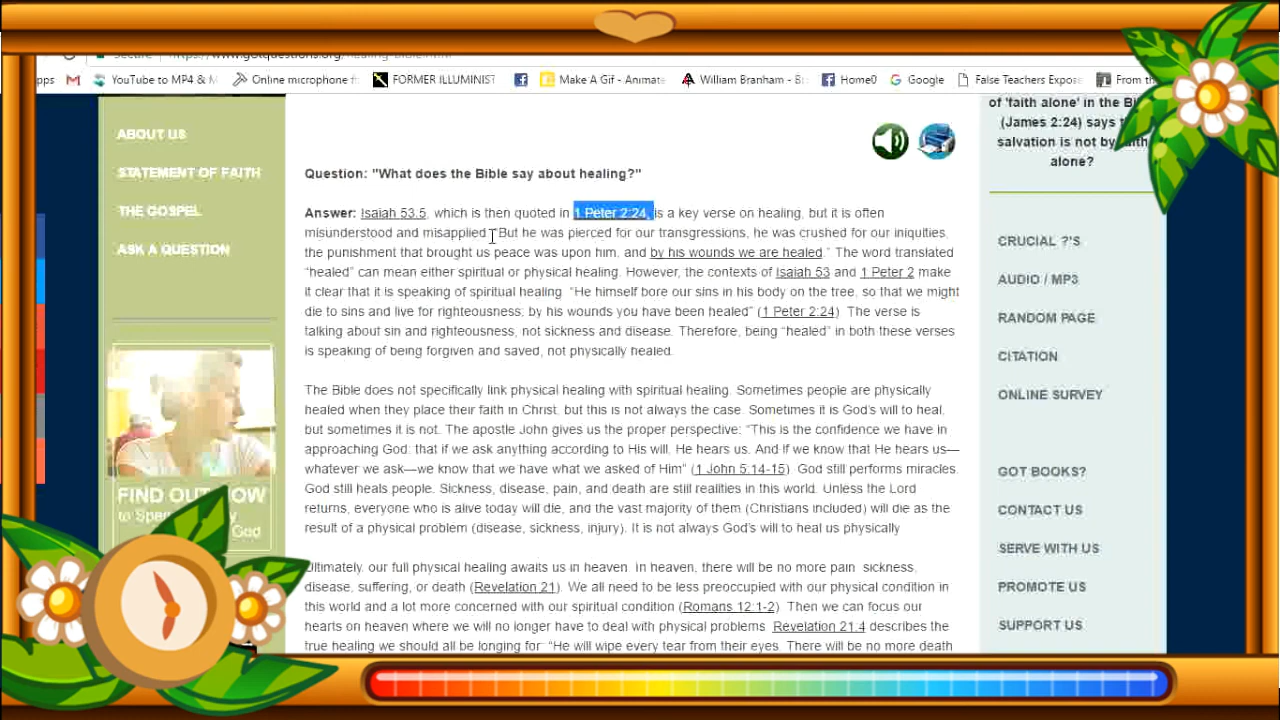 YouTube to MP4 & M
Online microphone f
FORMER ILLUMINIST
Make A Gif - Animate
William Branham - B
Home0
Google
False Teachers Expose
From th
ABOUT US
STATEMENT OF FAITH
THE GOSPEL
ASK A QUESTION
FIND OUT HOW
God
Question: "What does the Bible say about healing?"
Answer: Isaiah 53:5, which is then quoted in 1 Peter 2:24, is a key verse on healing, but it is often
misunderstood and misapplied. "But he was pierced for our transgressions, he was crushed for our iniquities;
the punishment that brought us peace was upon him, and by his wounds we are healed." The word translated
"healed" can mean either spiritual or physical healing. However, the contexts of Isaiah 53 and 1 Peter 2 make
it clear that it is speaking of spiritual healing. "He himself bore our sins in his body on the tree, so that we might
die to sins and live for righteousness; by his wounds you have been healed" (1 Peter 2:24). The verse is
talking about sin and righteousness, not sickness and disease. Therefore, being "healed" in both these verses
is speaking of being forgiven and saved, not physically healed.
The Bible does not specifically link physical healing with spiritual healing. Sometimes people are physically
healed when they place their faith in Christ, but this is not always the case. Sometimes it is God's will to heal,
but sometimes it is not. The apostle John gives us the proper perspective: "This is the confidence we have in
approaching God: that if we ask anything according to His will, He hears us. And if we know that He hears us—
whatever we ask—we know that we have what we asked of Him" (1 John 5:14-15). God still performs miracles.
God still heals people. Sickness, disease, pain, and death are still realities in this world. Unless the Lord
returns, everyone who is alive today will die, and the vast majority of them (Christians included) will die as the
result of a physical problem (disease, sickness, injury). It is not always God's will to heal us physically
Ultimately, our full physical healing awaits us in heaven. In heaven, there will be no more pain, sickness,
disease, suffering, or death (Revelation 21). We all need to be less preoccupied with our physical condition in
this world and a lot more concerned with our spiritual condition (Romans 12:1-2). Then we can focus our
hearts on heaven where we will no longer have to deal with physical problems. Revelation 21:4 describes the
true healing we should all be longing for: "He will wipe every tear from their eyes. There will be no more death
of 'faith alone' in the Bi
(James 2:24) says t
salvation is not by faith
alone?
CRUCIAL ?'S
AUDIO / MP3
RANDOM PAGE
CITATION
ONLINE SURVEY
GOT BOOKS?
CONTACT US
SERVE WITH US
PROMOTE US
SUPPORT US